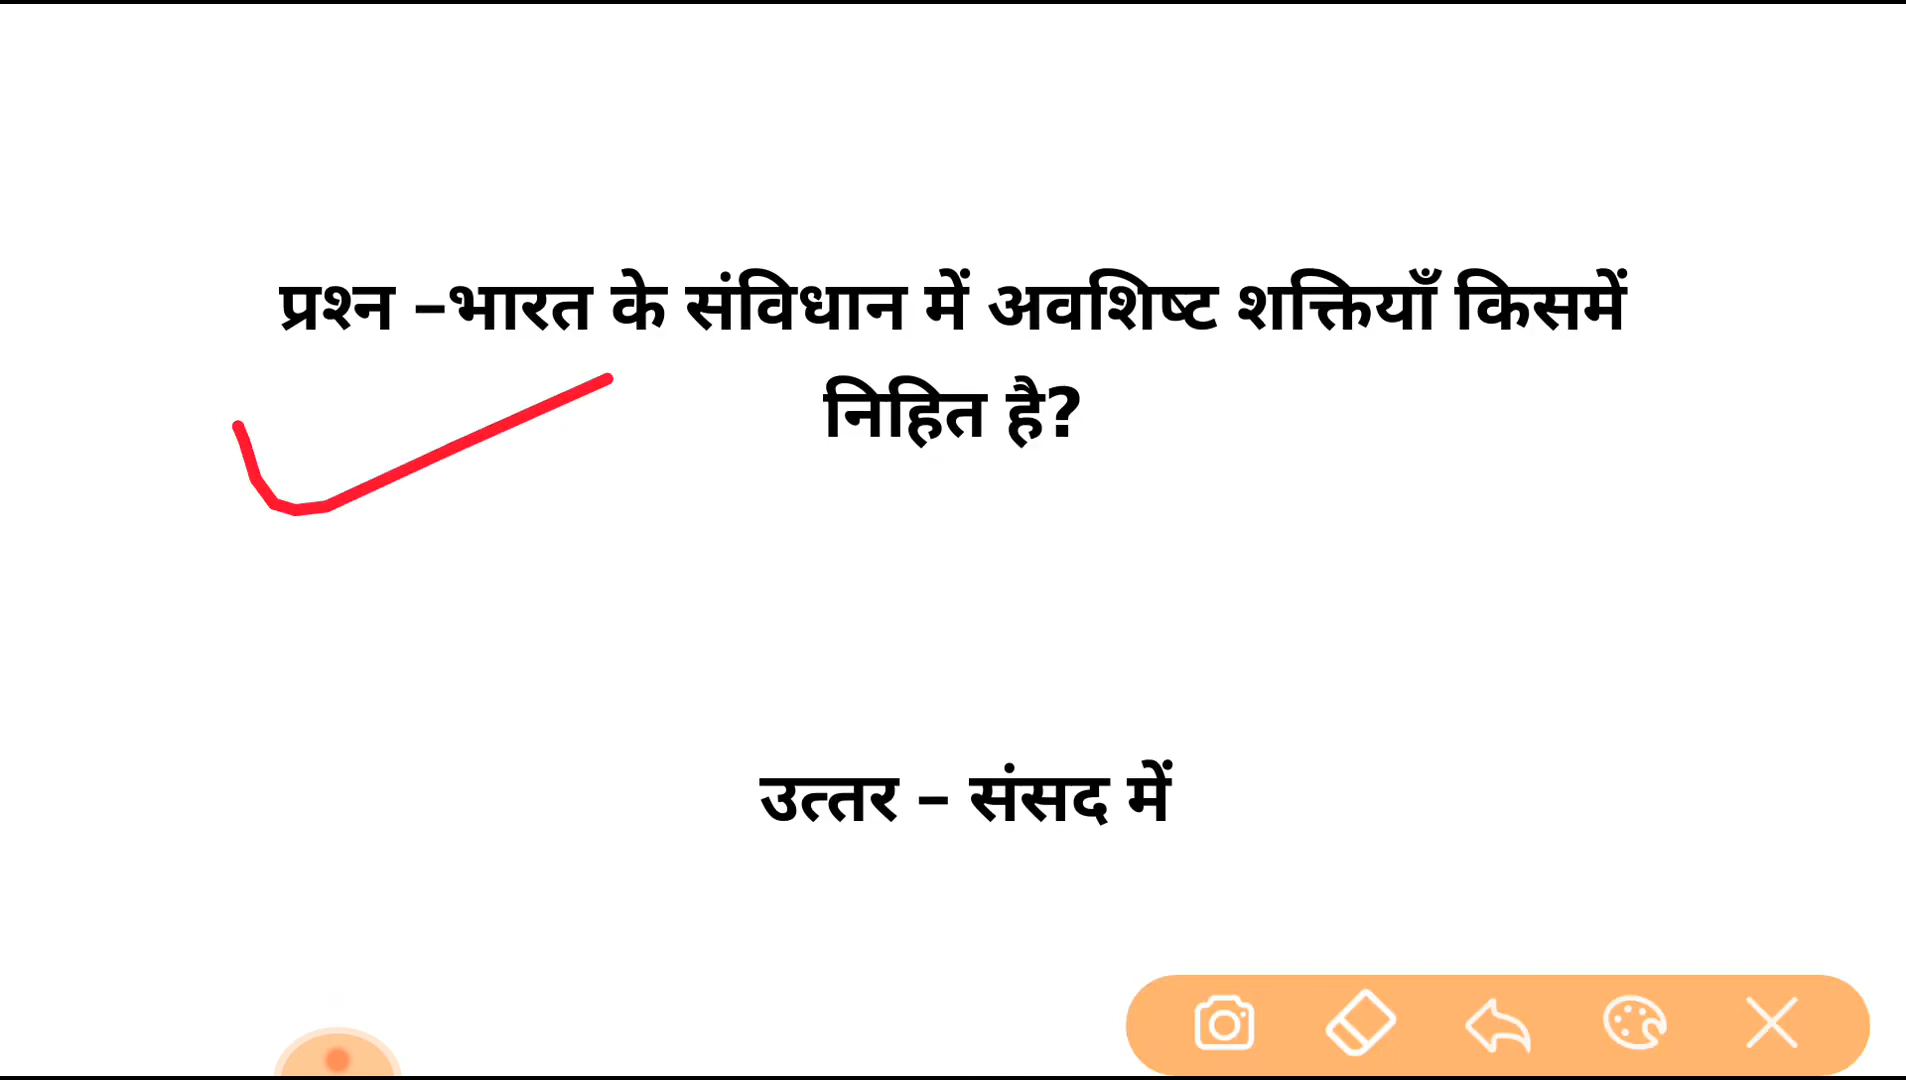 प्रश्न –भारत के संविधान में अवशिष्ट शक्तियाँ किसमें
निहित है?
उत्तर – संसद में